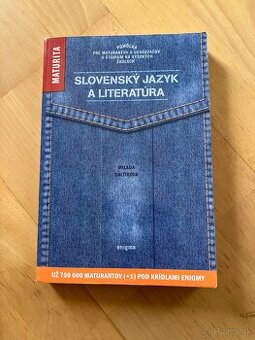 MATURITA
POMÔCKA
PRE MATURANTOV A UCHÁDZAČOV
O ŠTÚDIUM NA VYSOKÝCH
ŠKOLÁCH
SLOVENSKÝ JAZYK
A LITERATÚRA
MILADA
CALTÍKOVÁ
enigma
UŽ 750 000 MATURANTOV (+1) POD KRÍDLAMI ENIGMY